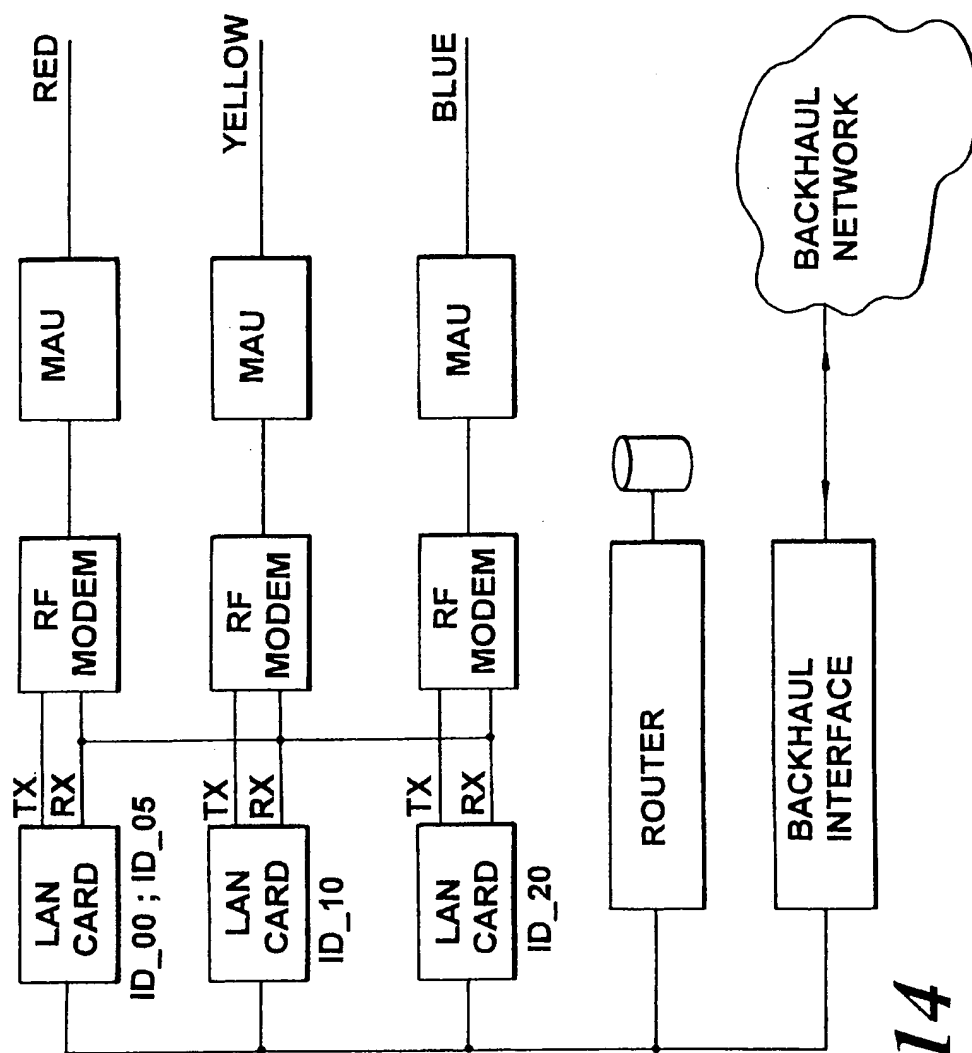 RED
YELLOW
BLUE
MAU
MAU
MAU
RF
MODEM
RF
MODEM
RF
MODEM
TX
RX
TX
RX
TX
RX
LAN
CARD
ID_00 ; ID_05
LAN
CARD
ID_10
LAN
CARD
ID_20
ROUTER
BACKHAUL
INTERFACE
BACKHAUL
NETWORK
14